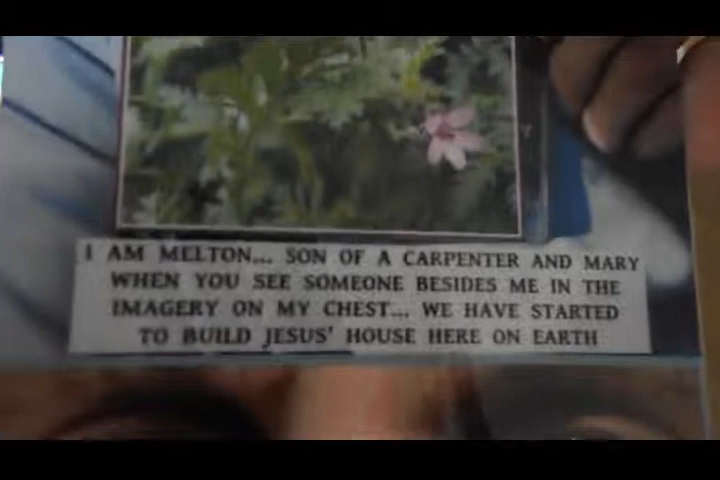 I AM MELTON... SON OF A CARPENTER AND MARY
WHEN YOU SEE SOMEONE BESIDES ME IN THE
IMAGERY ON MY CHEST... WE HAVE STARTED
TO BUILD JESUS' HOUSE HERE ON EARTH